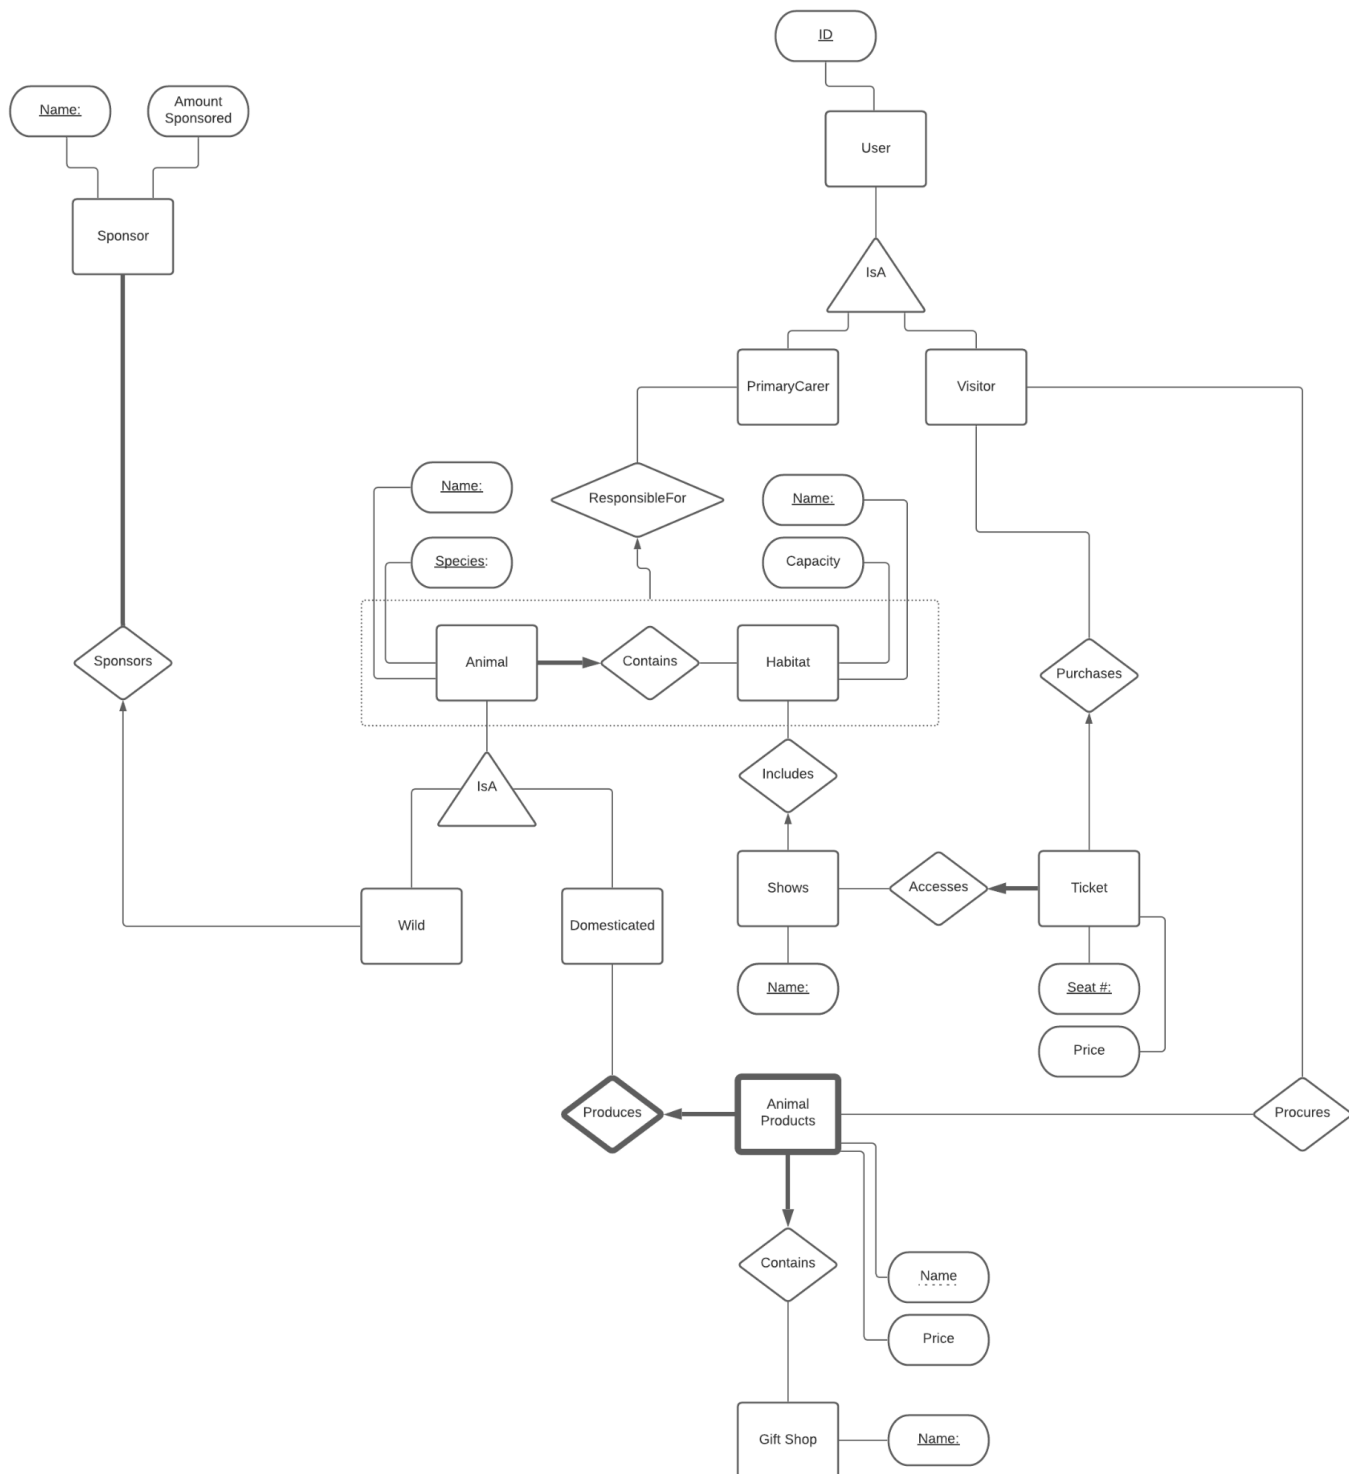 ID
Name:
Amount
Sponsored
User
Sponsor
IsA
PrimaryCarer
Visitor
Name:
ResponsibleFor
Name:
Species:
Capacity
Sponsors
Animal
Contains
Habitat
Purchases
IsA
Includes
Shows
Accesses
Ticket
Wild
Domesticated
Name:
Seat #:
Price
Produces
Animal
Products
Procures
Contains
Name
Price
Gift Shop
Name: